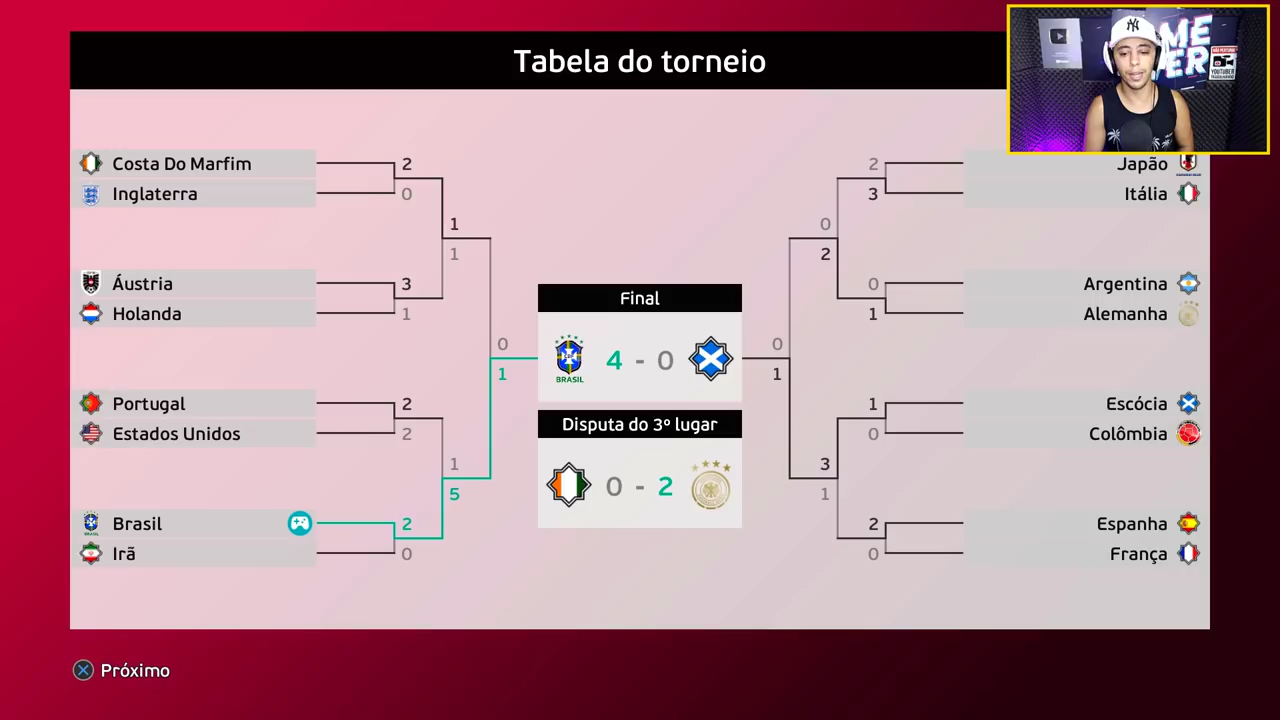 Tabela do torneio
Costa Do Marfim 2
Inglaterra 0
1
1
Áustria 3
Holanda 1
0
1
Portugal 2
Estados Unidos 2
1
5
Brasil 2
Irã 0
Final
BRASIL
4 - 0
Disputa do 3º lugar
0 - 2
2 Japão
3 Itália
0
2
0 Argentina
1 Alemanha
0
1
1 Escócia
0 Colômbia
3
1
2 Espanha
0 França
Próximo
YOUTUBER